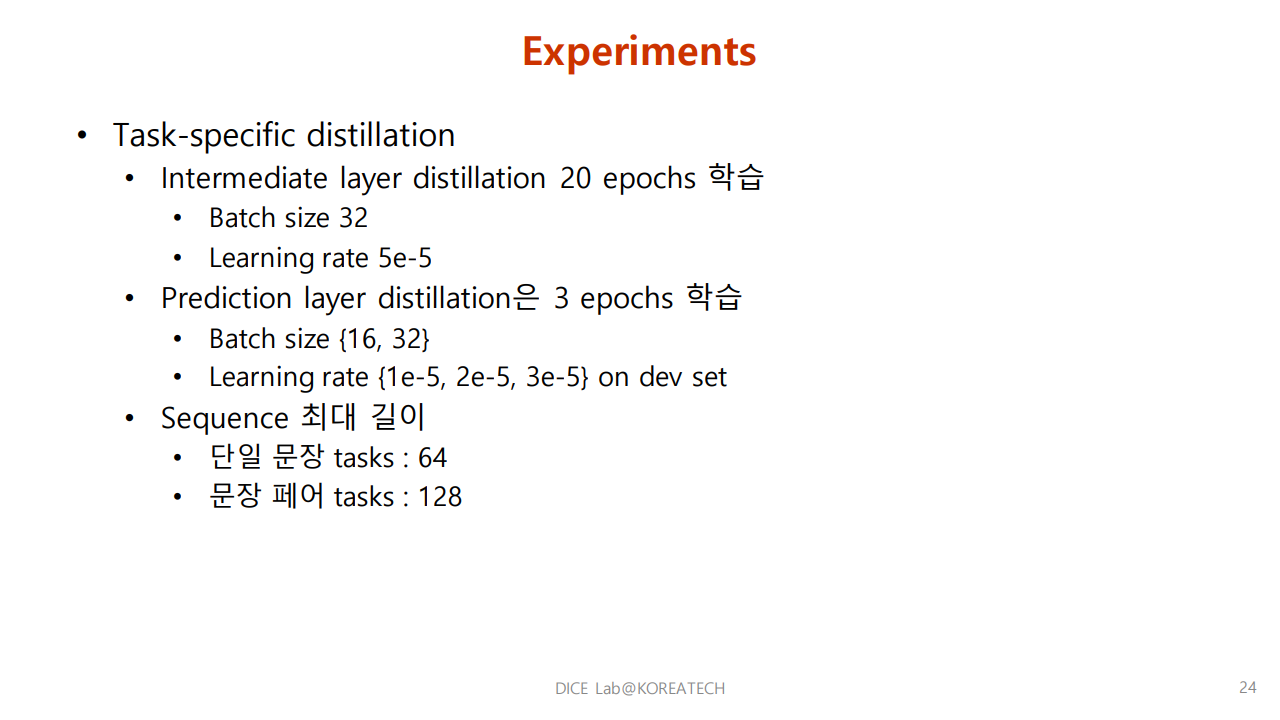 Experiments
• Task-specific distillation
• Intermediate layer distillation 20 epochs 학습
• Batch size 32
• Learning rate 5e-5
• Prediction layer distillation은 3 epochs 학습
• Batch size {16, 32}
• Learning rate {1e-5, 2e-5, 3e-5} on dev set
• Sequence 최대 길이
• 단일 문장 tasks : 64
• 문장 페어 tasks : 128
DICE Lab@KOREATECH
24